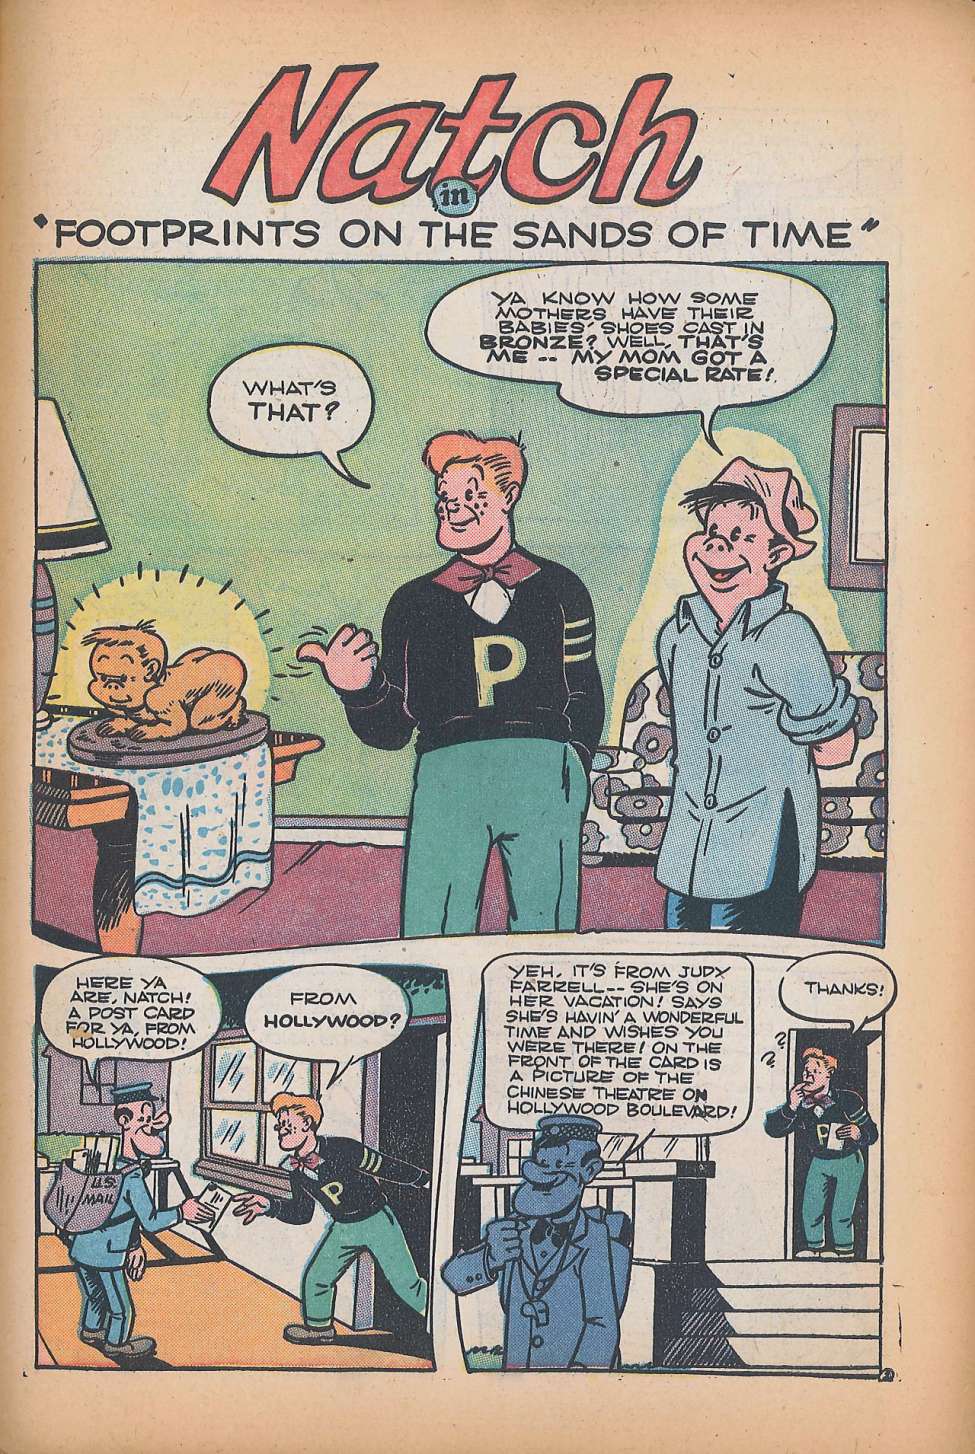 Natch
in
"FOOTPRINTS ON THE SANDS OF TIME"
WHAT'S
THAT?
YA KNOW HOW SOME
MOTHERS HAVE THEIR
BABIES' SHOES CAST IN
BRONZE? WELL, THAT'S
ME -- MY MOM GOT A
SPECIAL RATE!
P
HERE YA
ARE, NATCH!
A POST CARD
FOR YA, FROM
HOLLYWOOD!
FROM
HOLLYWOOD?
U.S.
MAIL
P
YEH, IT'S FROM JUDY
FARRELL-- SHE'S ON
HER VACATION! SAYS
SHE'S HAVIN' A WONDERFUL
TIME AND WISHES YOU
WERE THERE! ON THE
FRONT OF THE CARD IS
A PICTURE OF THE
CHINESE THEATRE ON
HOLLYWOOD BOULEVARD!
THANKS!
? ?
P